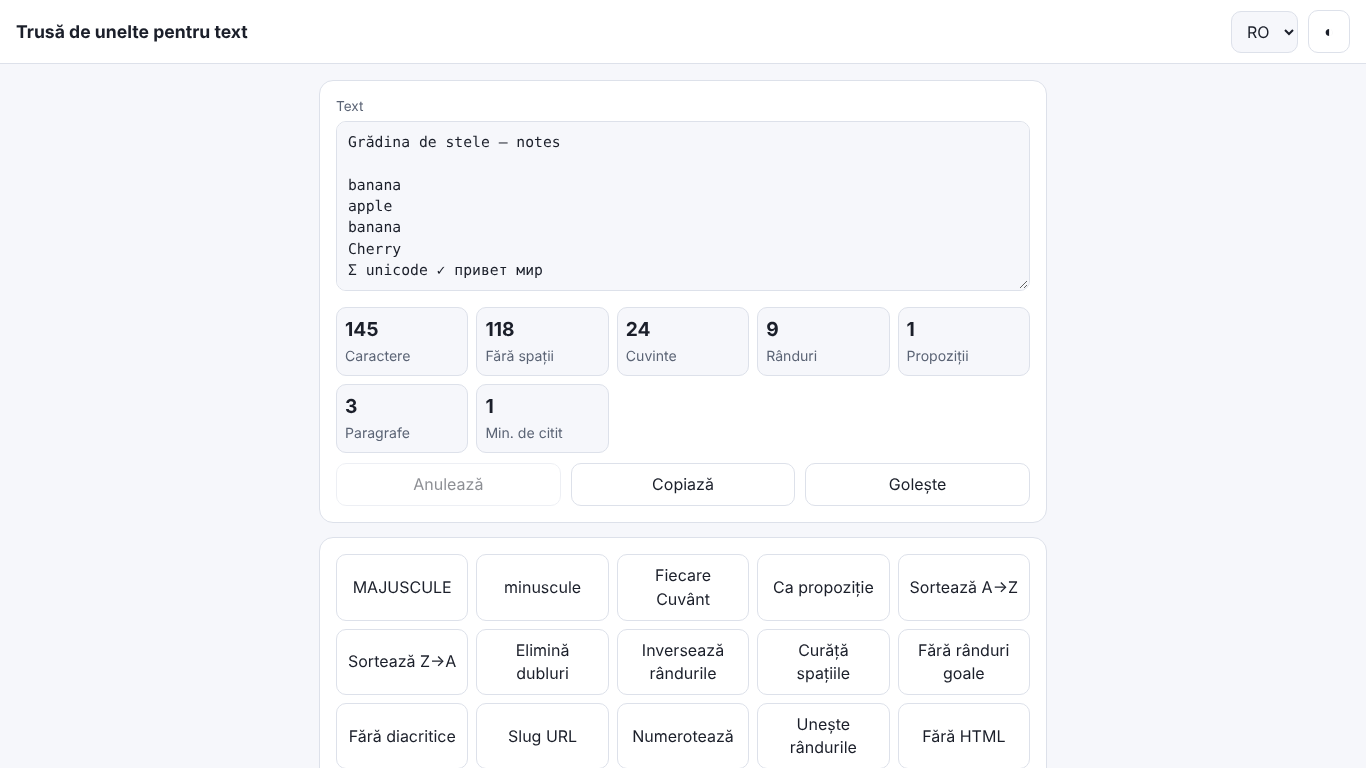 Trusă de unelte pentru text
RO
Text
Grădina de stele — notes
banana
apple
banana
Cherry
Σ unicode ✓ привет мир
145
Caractere
118
Fără spații
24
Cuvinte
9
Rânduri
1
Propoziții
3
Paragrafe
1
Min. de citit
Anulează
Copiază
Golește
MAJUSCULE
minuscule
Fiecare
Cuvânt
Ca propoziție
Sortează A→Z
Sortează Z→A
Elimină
dubluri
Inversează
rândurile
Curăță
spațiile
Fără rânduri
goale
Fără diacritice
Slug URL
Numerotează
Unește
rândurile
Fără HTML